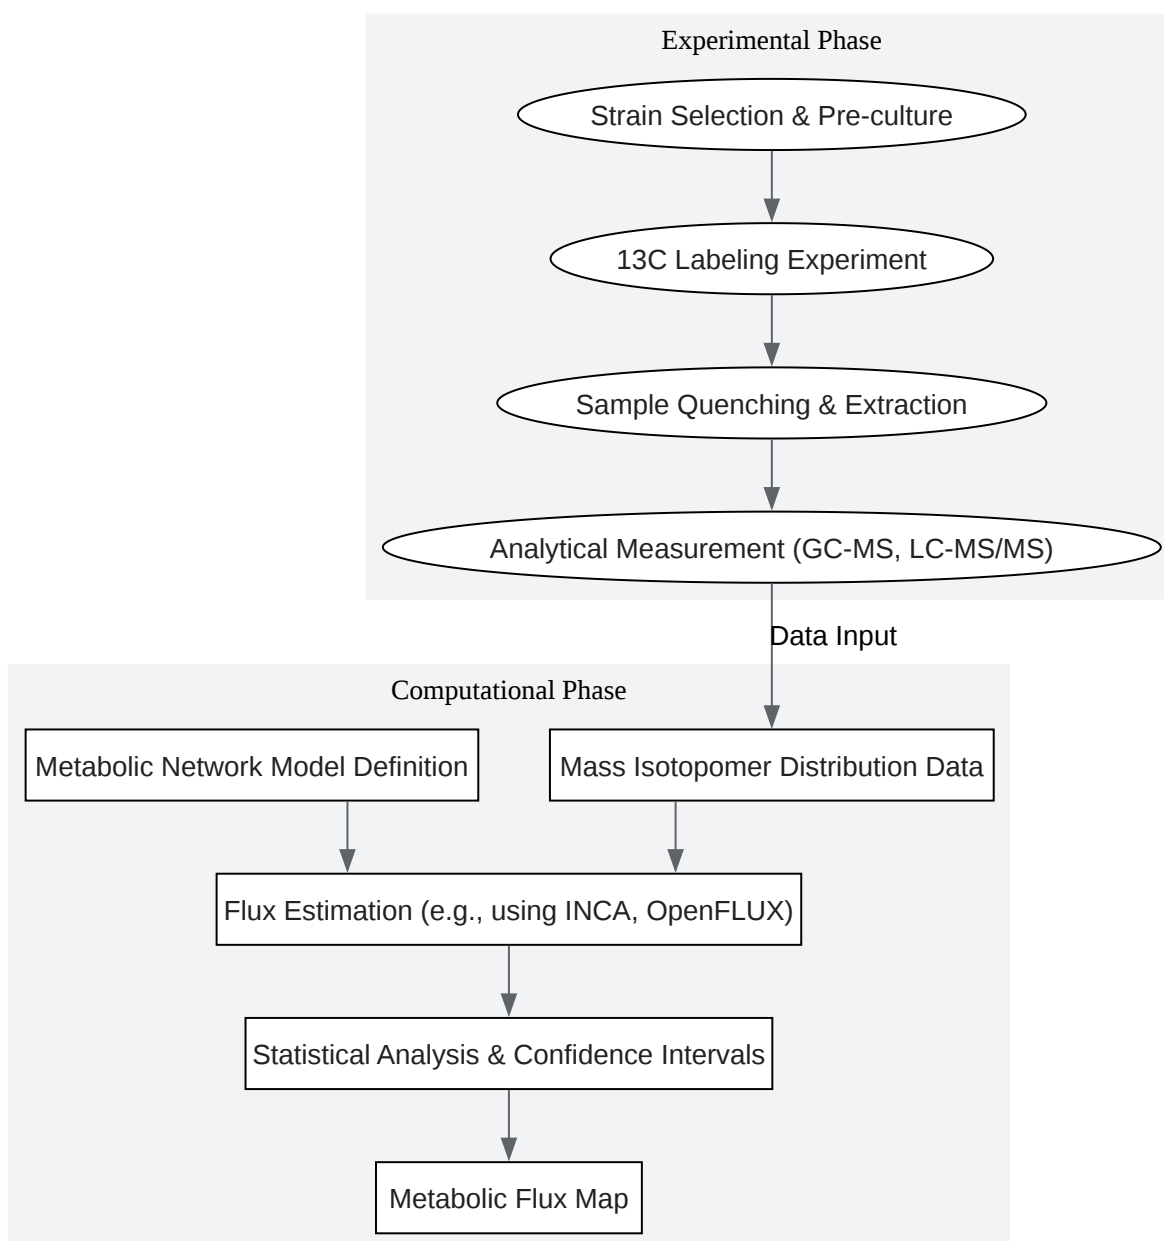 Experimental Phase
Strain Selection & Pre-culture
13C Labeling Experiment
Sample Quenching & Extraction
Analytical Measurement (GC-MS, LC-MS/MS)
Data Input
Computational Phase
Metabolic Network Model Definition
Mass Isotopomer Distribution Data
Flux Estimation (e.g., using INCA, OpenFLUX)
Statistical Analysis & Confidence Intervals
Metabolic Flux Map